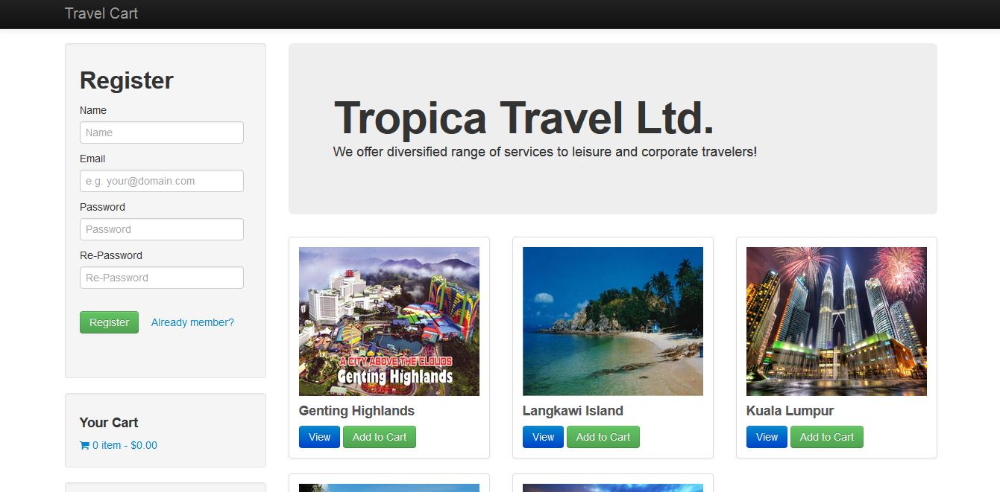 Travel Cart
Register
Name
Name
Email
e.g. your@domain.com
Password
Password
Re-Password
Re-Password
Register
Already member?
Your Cart
0 item - $0.00
Tropica Travel Ltd.
We offer diversified range of services to leisure and corporate travelers!
A CITY ABOVE THE CLOUDS
Genting Highlands
Genting Highlands
View
Add to Cart
Langkawi Island
View
Add to Cart
Kuala Lumpur
View
Add to Cart